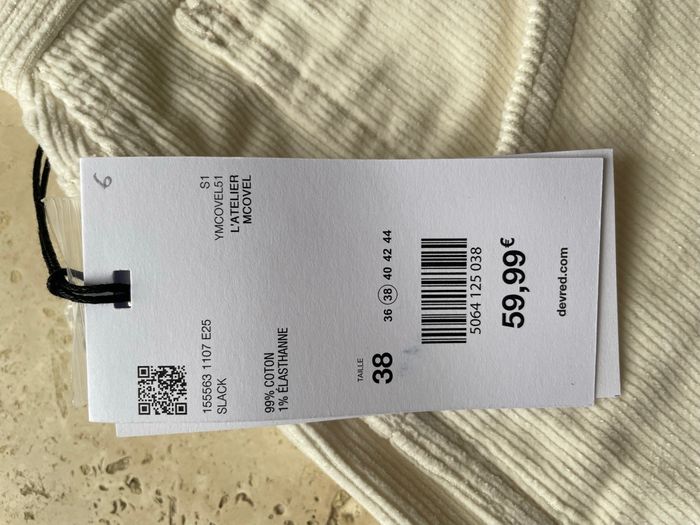 6
S1
YMCOVEL51
L'ATELIER
MCOVEL
155563 1107 E25
SLACK
99% COTON
1% ÉLASTHANNE
TAILLE
38
36 38 40 42 44
5064 125 038
59,99€
devred.com